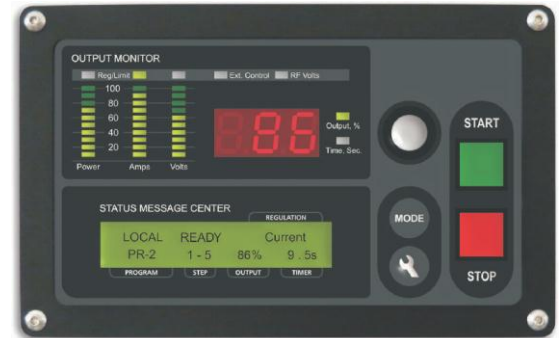 OUTPUT MONITOR
Reg/Limit
Ext. Control
RF Volts
100
80
60
40
20
Power
Amps
Volts
86
Output, %
Time, Sec.
START
STATUS MESSAGE CENTER
REGULATION
LOCAL READY Current
PR-2 1 - 5 86% 9 . 5s
PROGRAM
STEP
OUTPUT
TIMER
MODE
STOP